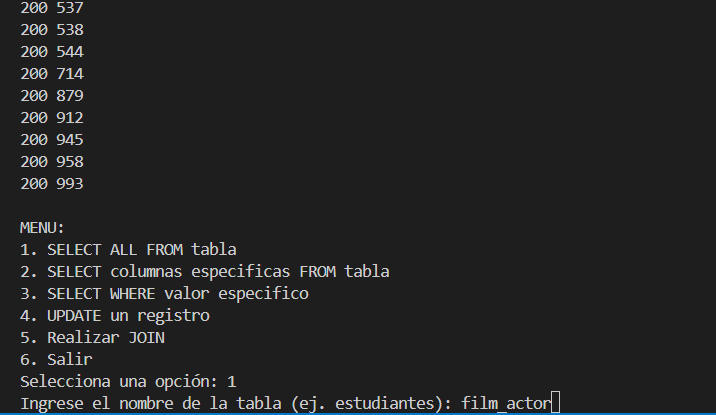 200 537
200 538
200 544
200 714
200 879
200 912
200 945
200 958
200 993
MENU:
1. SELECT ALL FROM tabla
2. SELECT columnas especificas FROM tabla
3. SELECT WHERE valor especifico
4. UPDATE un registro
5. Realizar JOIN
6. Salir
Selecciona una opción: 1
Ingrese el nombre de la tabla (ej. estudiantes): film_actor